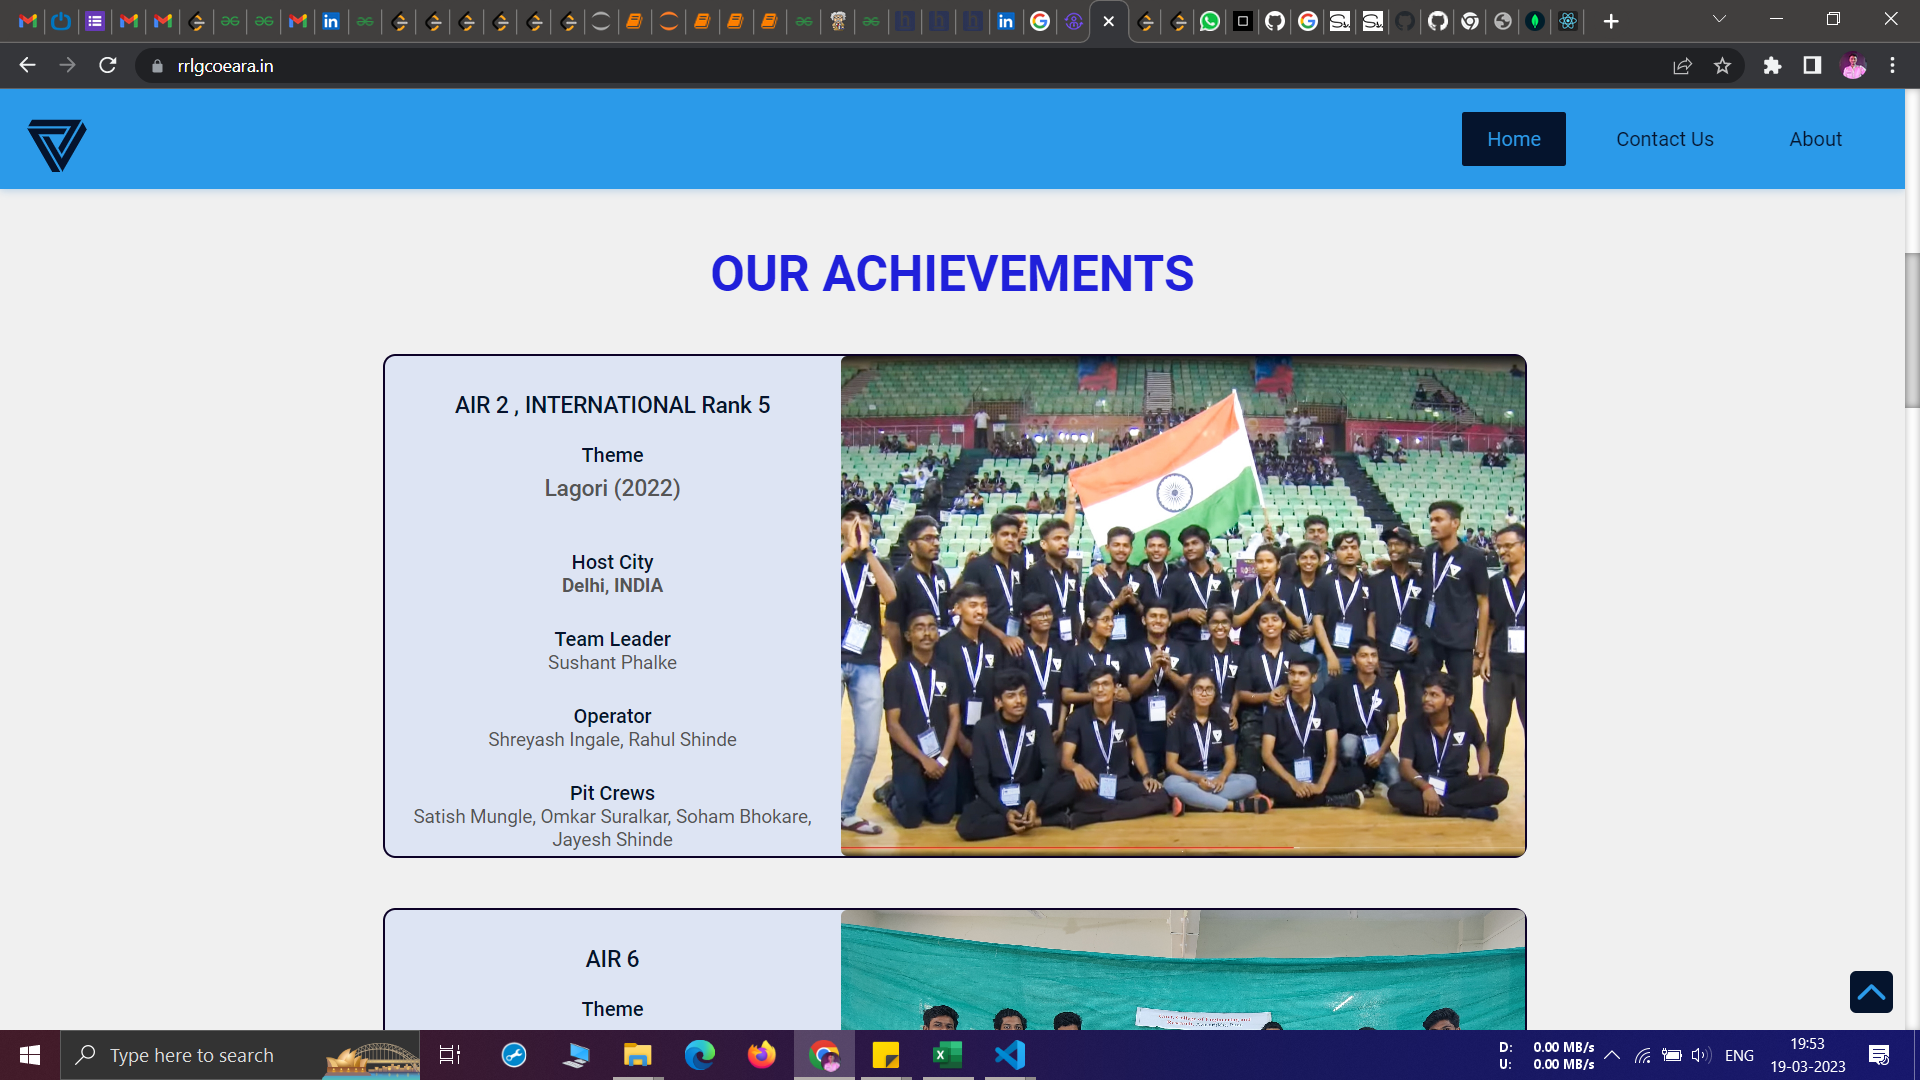 rrlgcoeara.in
Home
Contact Us
About
OUR ACHIEVEMENTS
AIR 2 , INTERNATIONAL Rank 5
Theme
Lagori (2022)
Host City
Delhi, INDIA
Team Leader
Sushant Phalke
Operator
Shreyash Ingale, Rahul Shinde
Pit Crews
Satish Mungle, Omkar Suralkar, Soham Bhokare,
Jayesh Shinde
AIR 6
Theme
Type here to search
D: 0.00 MB/s
U: 0.00 MB/s
ENG
19:53
19-03-2023